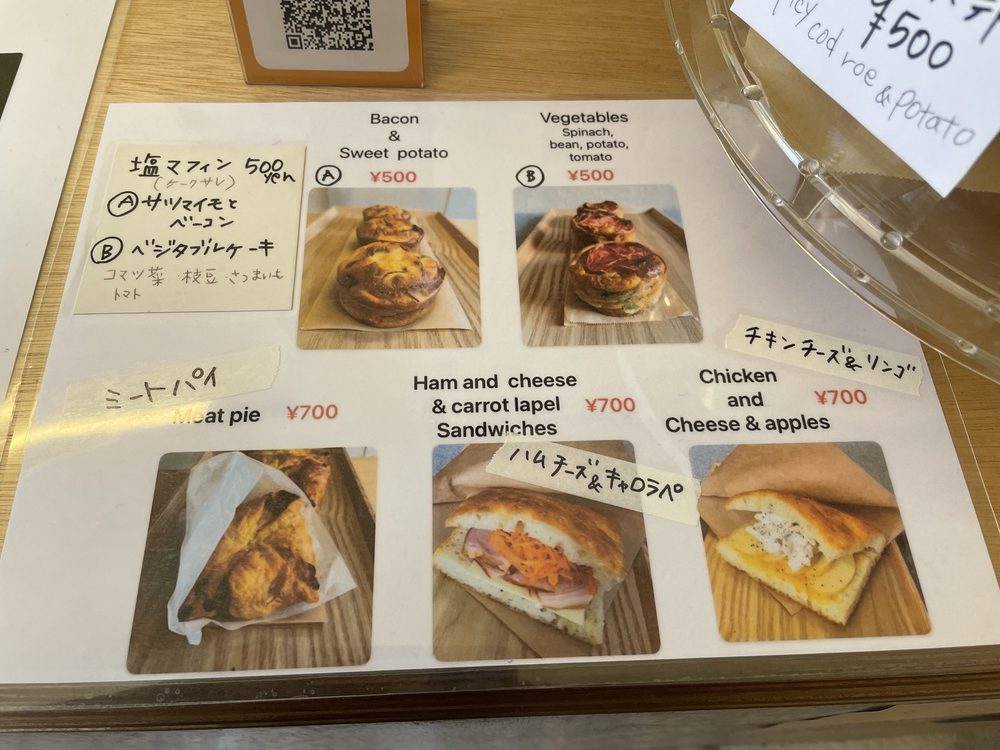 ¥500
cod roe & potato
Bacon
&
Sweet potato
Ⓐ ¥500
Vegetables
Spinach,
bean, potato,
tomato
Ⓑ ¥500
塩マフィン 500
yen
(ケークサレ)
Ⓐ サツマイモと
ベーコン
Ⓑ ベジタブルケーキ
コマツ菜・枝豆・さつまいも
トマト
ミートパイ
Meat pie ¥700
Ham and cheese
& carrot lapel
Sandwiches
¥700
ハムチーズ
&キャロラペ
チキンチーズ&リンゴ
Chicken
and
Cheese & apples
¥700